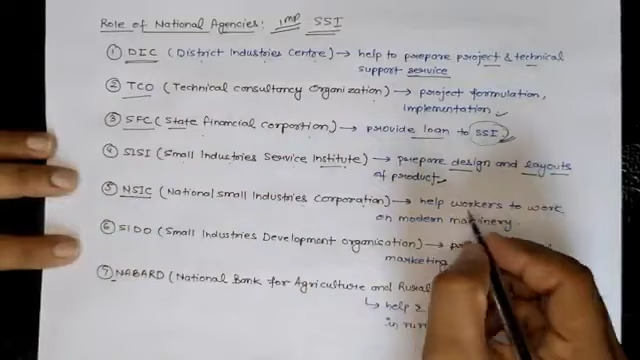 Role of National Agencies: imp SSI
① DIC (District Industries Centre) → help to prepare project & technical
support service
② TCO (Technical Consultancy Organization) → project formulation,
implementation
③ SFC (State Financial Corportion) → provide loan to SSI
④ SISI (Small Industries Service Institute) → prepare design and layouts
of product
⑤ NSIC (National Small Industries Corporation) → help workers to work
on modern machinery.
⑥ SIDO (Small Industries Development organisation) →
marketing
⑦ NABARD (National Bank for Agriculture and Rural
↳ help
in